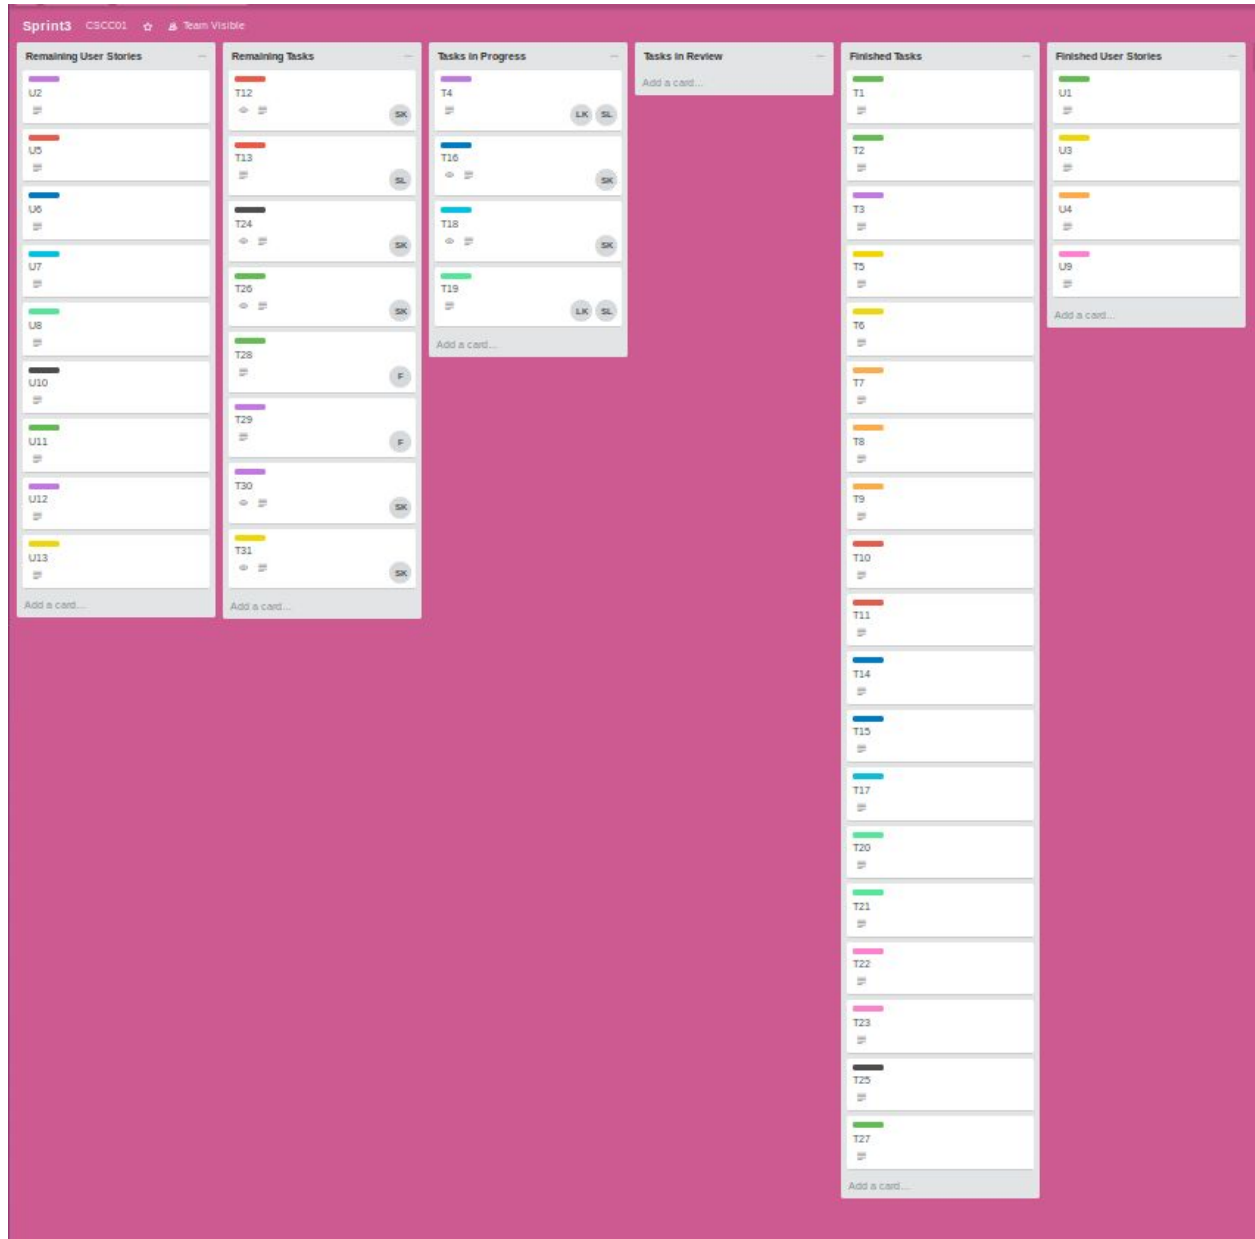 Sprint3 CSCC01 Team Visible
Remaining User Stories
U2
U5
U6
U7
U8
U10
U11
U12
U13
Add a card...
Remaining Tasks
T12
SK
T13
SL
T24
SK
T26
SK
T28
F
T29
F
T30
SK
T31
SK
Add a card...
Tasks in Progress
T4
LK SL
T16
SK
T18
SK
T19
LK SL
Add a card...
Tasks in Review
Add a card...
Finished Tasks
T1
T2
T3
T5
T6
T7
T8
T9
T10
T11
T14
T15
T17
T20
T21
T22
T23
T25
T27
Add a card...
Finished User Stories
U1
U3
U4
U9
Add a card...